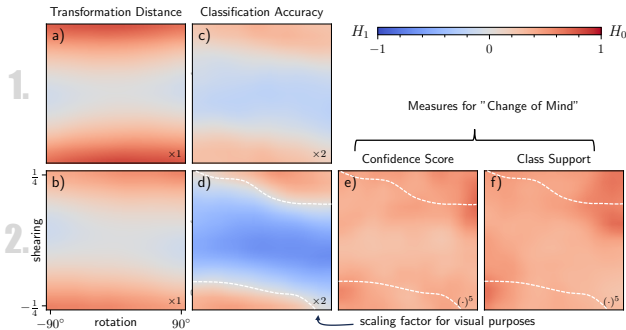 Transformation Distance
Classification Accuracy
H₁
H₀
−1
0
1
1.
a)
c)
×1
×2
Measures for "Change of Mind"
Confidence Score
Class Support
2.
shearing
1/4
−1/4
b)
d)
e)
f)
×1
×2
(·)⁵
(·)⁵
−90°
rotation
90°
scaling factor for visual purposes